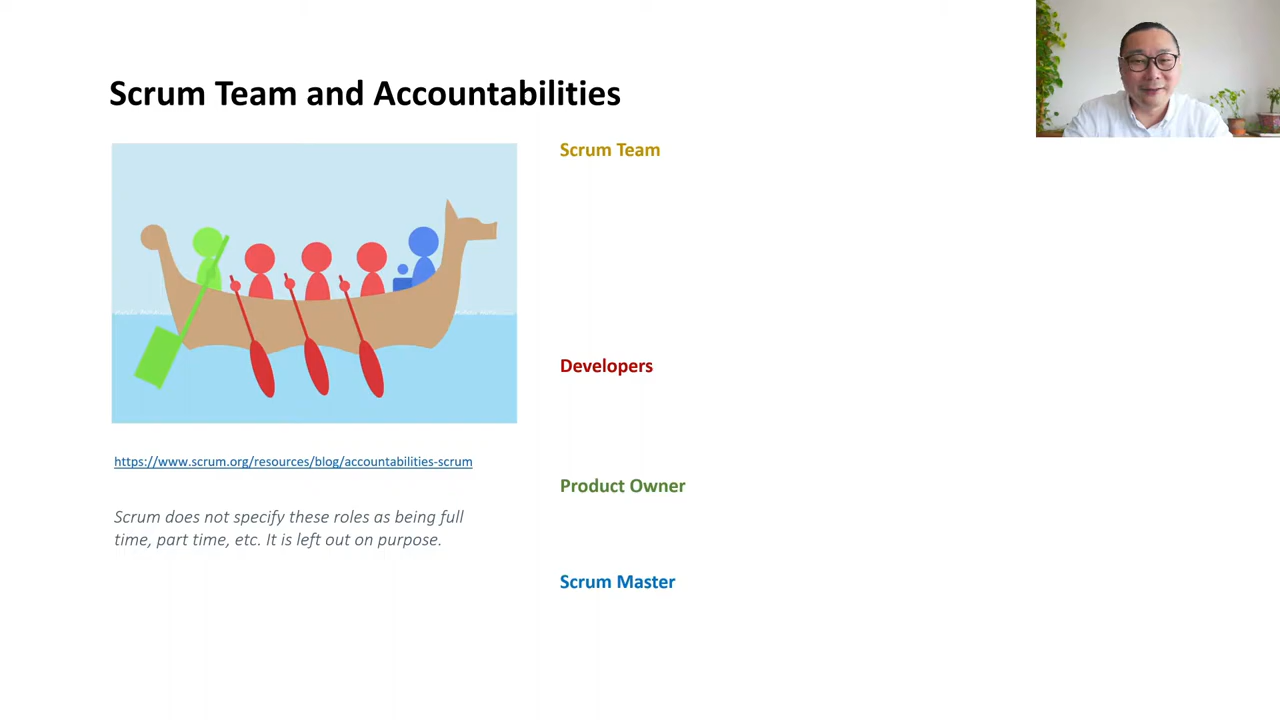 Scrum Team and Accountabilities
Scrum Team
Developers
https://www.scrum.org/resources/blog/accountabilities-scrum
Product Owner
Scrum does not specify these roles as being full
time, part time, etc. It is left out on purpose.
Scrum Master